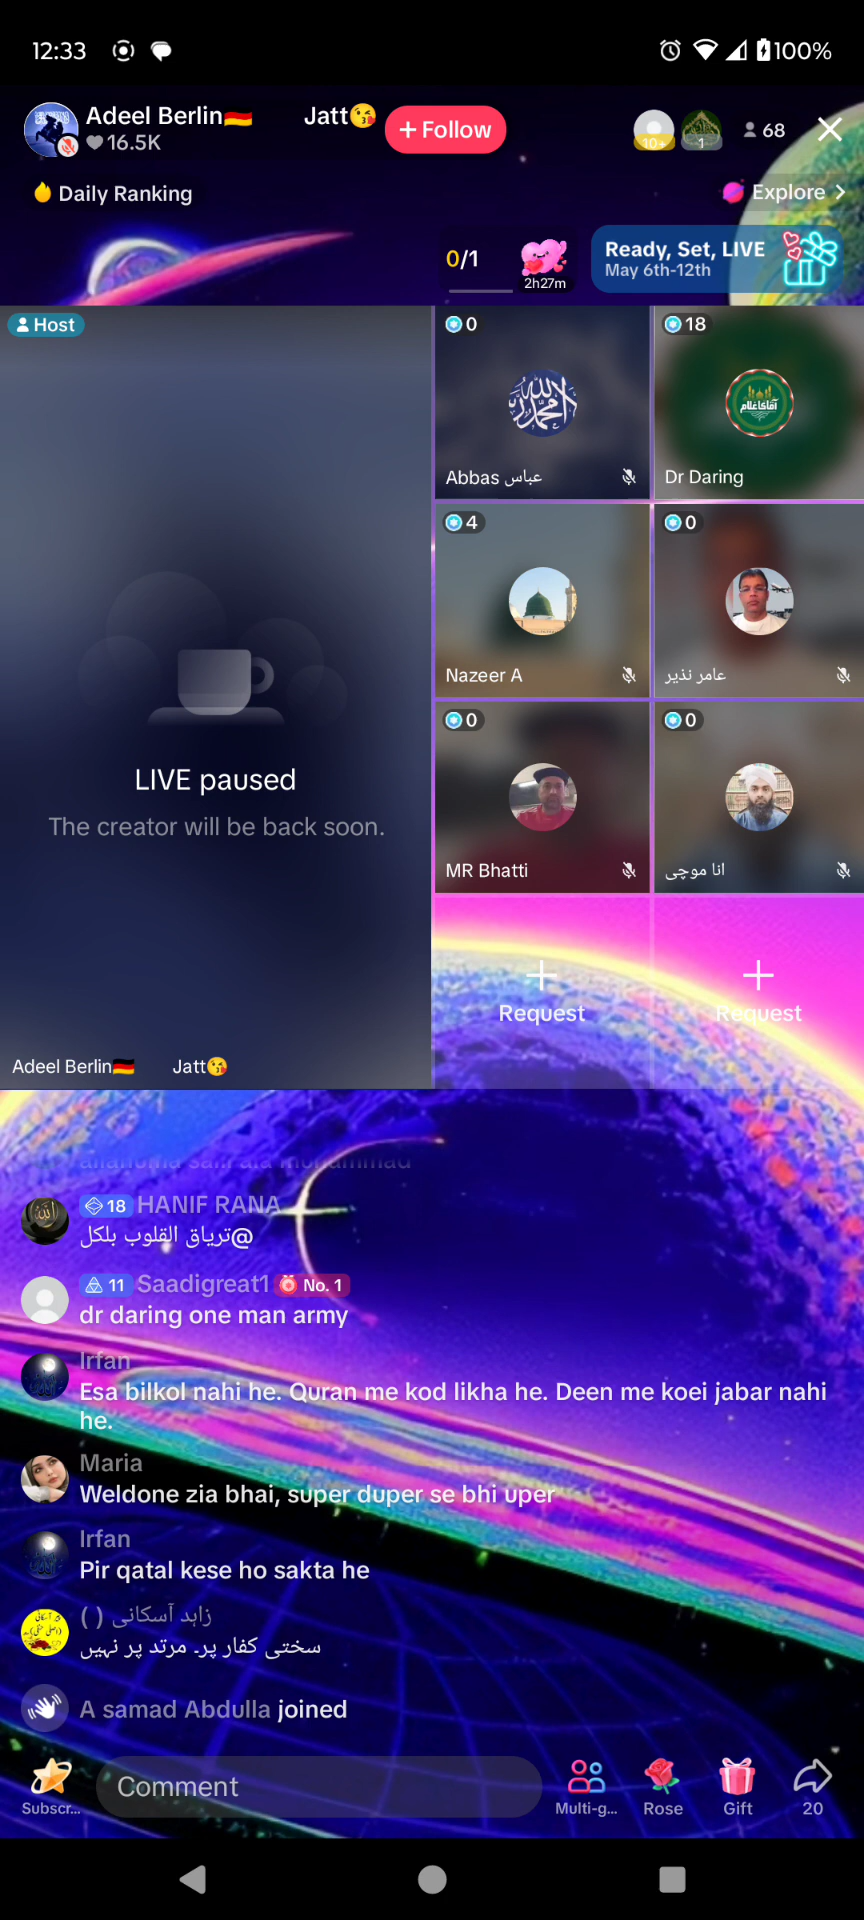 12:33
100%
Adeel Berlin🇩🇪 Jatt😘
16.5K
+ Follow
10+
1
68
Daily Ranking
Explore
0/1
2h27m
Ready, Set, LIVE
May 6th-12th
Host
0
18
Abbas عباس
Dr Daring
4
0
Nazeer A
عامر نذیر
0
0
MR Bhatti
انا موچی
LIVE paused
The creator will be back soon.
Request
Request
Adeel Berlin🇩🇪 Jatt😘
18 HANIF RANA
@ترياق القلوب بلكل
11 Saadigreat1 No. 1
dr daring one man army
Irfan
Esa bilkol nahi he. Quran me kod likha he. Deen me koei jabar nahi
he.
Maria
Weldone zia bhai, super duper se bhi uper
Irfan
Pir qatal kese ho sakta he
زاہد آسکانی ( )
سختی کفار پر۔ مرتد پر نہیں
A samad Abdulla joined
Subscr...
Comment
Multi-g...
Rose
Gift
20